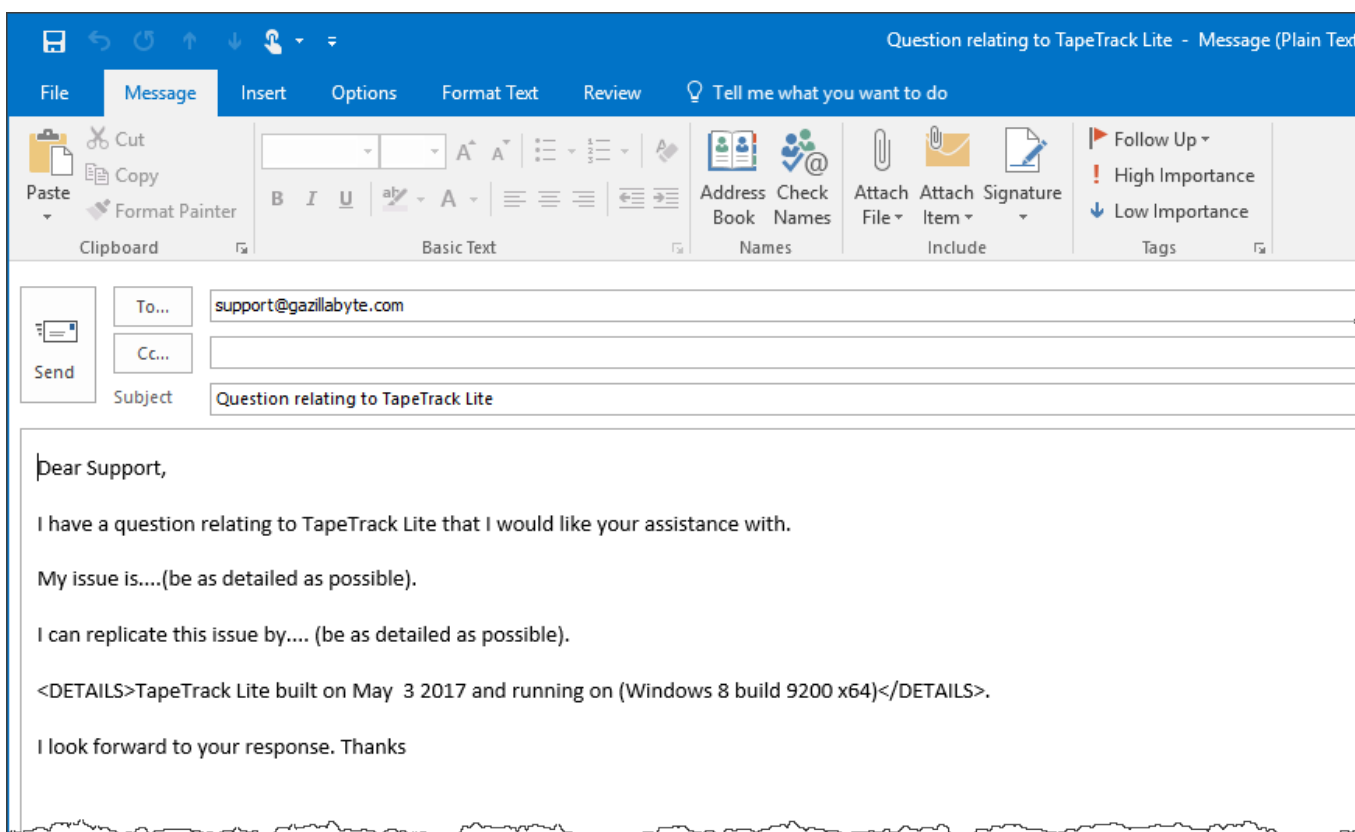 Question relating to TapeTrack Lite - Message (Plain Text
File Message Insert Options Format Text Review Tell me what you want to do
Cut
Copy
Format Painter
Paste
Clipboard
A A
B I U ab A
Basic Text
Address Book
Check Names
Names
Attach File
Attach Item
Signature
Include
Follow Up
High Importance
Low Importance
Tags
Send
To... support@gazillabyte.com
Cc...
Subject Question relating to TapeTrack Lite
Dear Support,
I have a question relating to TapeTrack Lite that I would like your assistance with.
My issue is....(be as detailed as possible).
I can replicate this issue by.... (be as detailed as possible).
<DETAILS>TapeTrack Lite built on May  3 2017 and running on (Windows 8 build 9200 x64)</DETAILS>.
I look forward to your response. Thanks